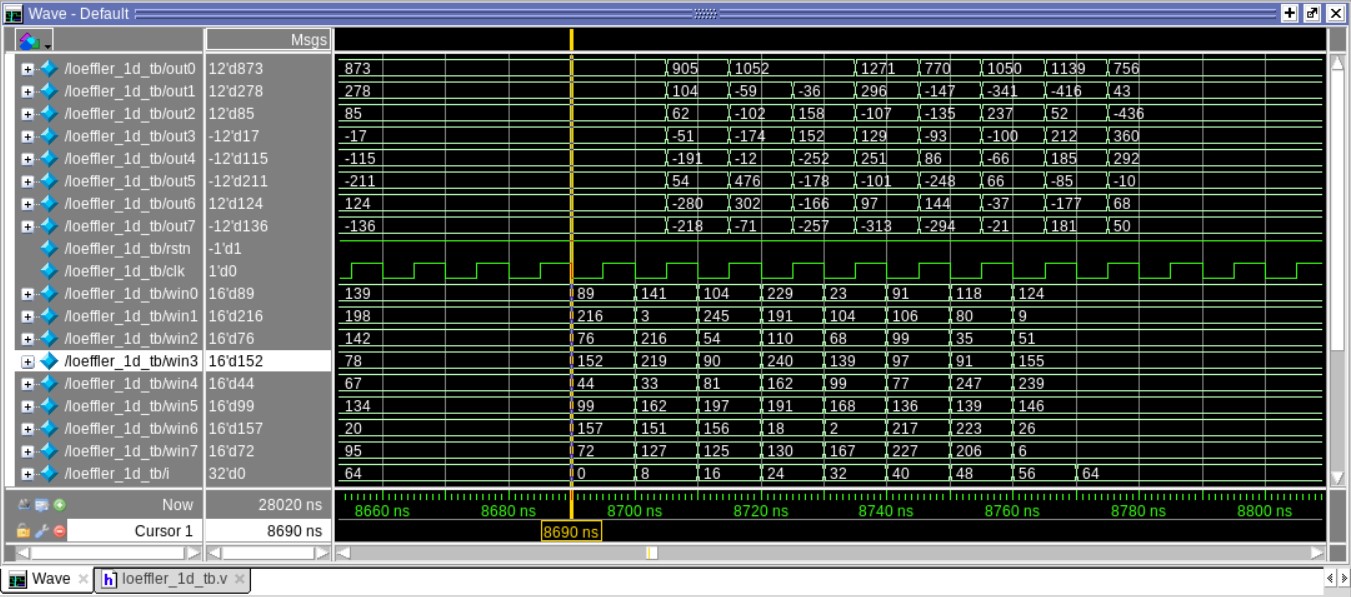 Wave - Default
Msgs
/loeffler_1d_tb/out0 12'd873 873 905 1052 1271 770 1050 1139 756
/loeffler_1d_tb/out1 12'd278 278 104 -59 -36 296 -147 -341 -416 43
/loeffler_1d_tb/out2 12'd85 85 62 -102 158 -107 -135 237 52 -436
/loeffler_1d_tb/out3 -12'd17 -17 -51 -174 152 129 -93 -100 212 360
/loeffler_1d_tb/out4 -12'd115 -115 -191 -12 -252 251 86 -66 185 292
/loeffler_1d_tb/out5 -12'd211 -211 54 476 -178 -101 -248 66 -85 -10
/loeffler_1d_tb/out6 12'd124 124 -280 302 -166 97 144 -37 -177 68
/loeffler_1d_tb/out7 -12'd136 -136 -218 -71 -257 -313 -294 -21 181 50
/loeffler_1d_tb/rstn -1'd1
/loeffler_1d_tb/clk 1'd0
/loeffler_1d_tb/win0 16'd89 139 89 141 104 229 23 91 118 124
/loeffler_1d_tb/win1 16'd216 198 216 3 245 191 104 106 80 9
/loeffler_1d_tb/win2 16'd76 142 76 216 54 110 68 99 35 51
/loeffler_1d_tb/win3 16'd152 78 152 219 90 240 139 97 91 155
/loeffler_1d_tb/win4 16'd44 67 44 33 81 162 99 77 247 239
/loeffler_1d_tb/win5 16'd99 134 99 162 197 191 168 136 139 146
/loeffler_1d_tb/win6 16'd157 20 157 151 156 18 2 217 223 26
/loeffler_1d_tb/win7 16'd72 95 72 127 125 130 167 227 206 6
/loeffler_1d_tb/i 32'd0 64 0 8 16 24 32 40 48 56 64
Now 28020 ns 8660 ns 8680 ns 8700 ns 8720 ns 8740 ns 8760 ns 8780 ns 8800 ns
Cursor 1 8690 ns 8690 ns
Wave h loeffler_1d_tb.v